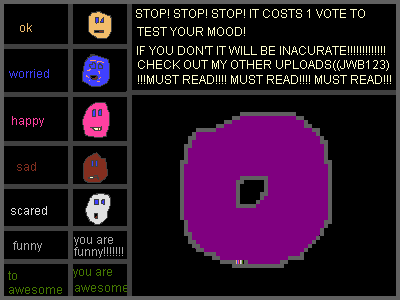 ok
worried
happy
sad
scared
funny
you are
funny!!!!!!!
to
awesome
you are
awesome
STOP! STOP! STOP! IT COSTS 1 VOTE TO
TEST YOUR MOOD!
IF YOU DON'T IT WILL BE INACURATE!!!!!!!!!!!!!
CHECK OUT MY OTHER UPLOADS((JWB123)
!!!MUST READ!!!! MUST READ!!!! MUST READ!!!